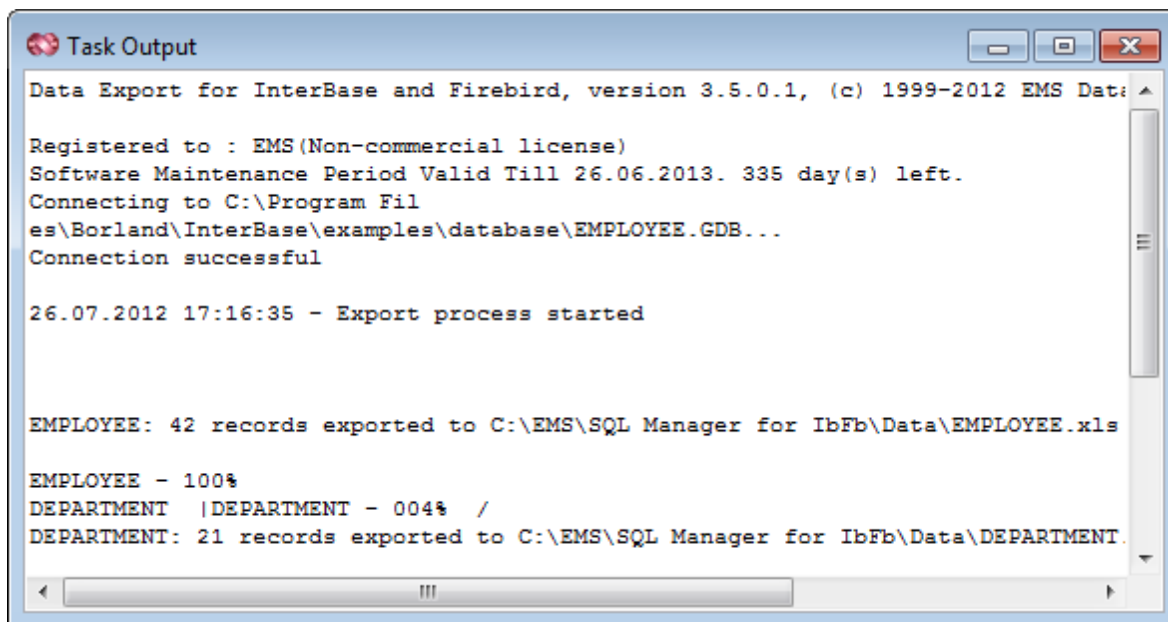 Task Output
Data Export for InterBase and Firebird, version 3.5.0.1, (c) 1999-2012 EMS Data
Registered to : EMS(Non-commercial license)
Software Maintenance Period Valid Till 26.06.2013. 335 day(s) left.
Connecting to C:\Program Fil
es\Borland\InterBase\examples\database\EMPLOYEE.GDB...
Connection successful
26.07.2012 17:16:35 - Export process started
EMPLOYEE: 42 records exported to C:\EMS\SQL Manager for IbFb\Data\EMPLOYEE.xls
EMPLOYEE - 100%
DEPARTMENT  |DEPARTMENT - 004%  /
DEPARTMENT: 21 records exported to C:\EMS\SQL Manager for IbFb\Data\DEPARTMENT.